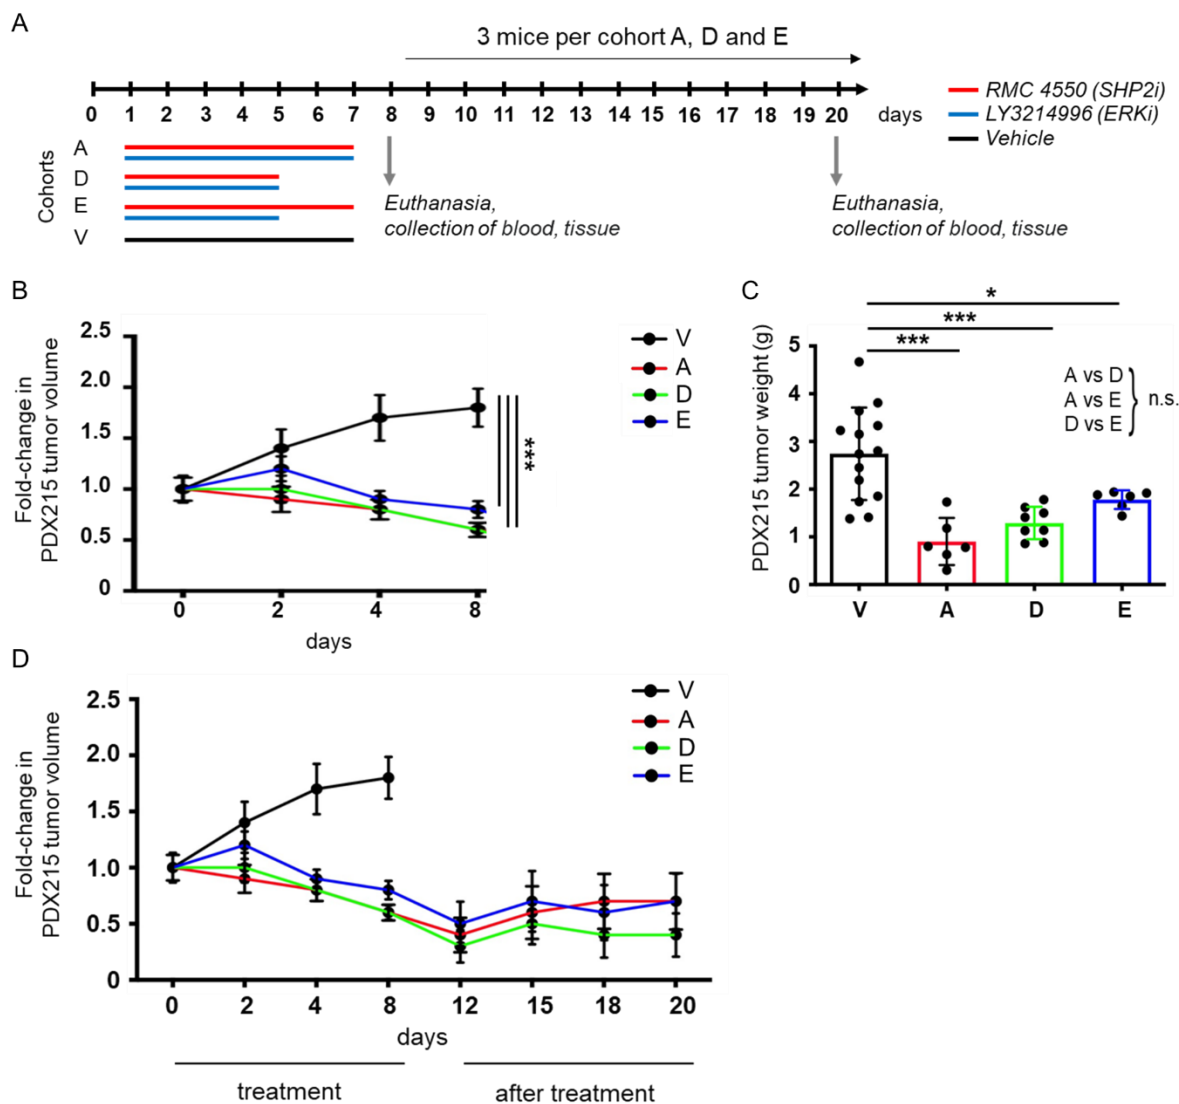 A
3 mice per cohort A, D and E
0 1 2 3 4 5 6 7 8 9 10 11 12 13 14 15 16 17 18 19 20 days
RMC 4550 (SHP2i)
LY3214996 (ERKi)
Vehicle
Cohorts
A
D
E
V
Euthanasia,
collection of blood, tissue
Euthanasia,
collection of blood, tissue
B
Fold-change in
PDX215 tumor volume
2.5
2.0
1.5
1.0
0.5
0
0 2 4 8
days
***
V
A
D
E
C
PDX215 tumor weight (g)
5
4
3
2
1
0
*
***
***
A vs D
A vs E
D vs E
n.s.
V A D E
D
Fold-change in
PDX215 tumor volume
2.5
2.0
1.5
1.0
0.5
0
V
A
D
E
0 2 4 8 12 15 18 20
days
treatment
after treatment